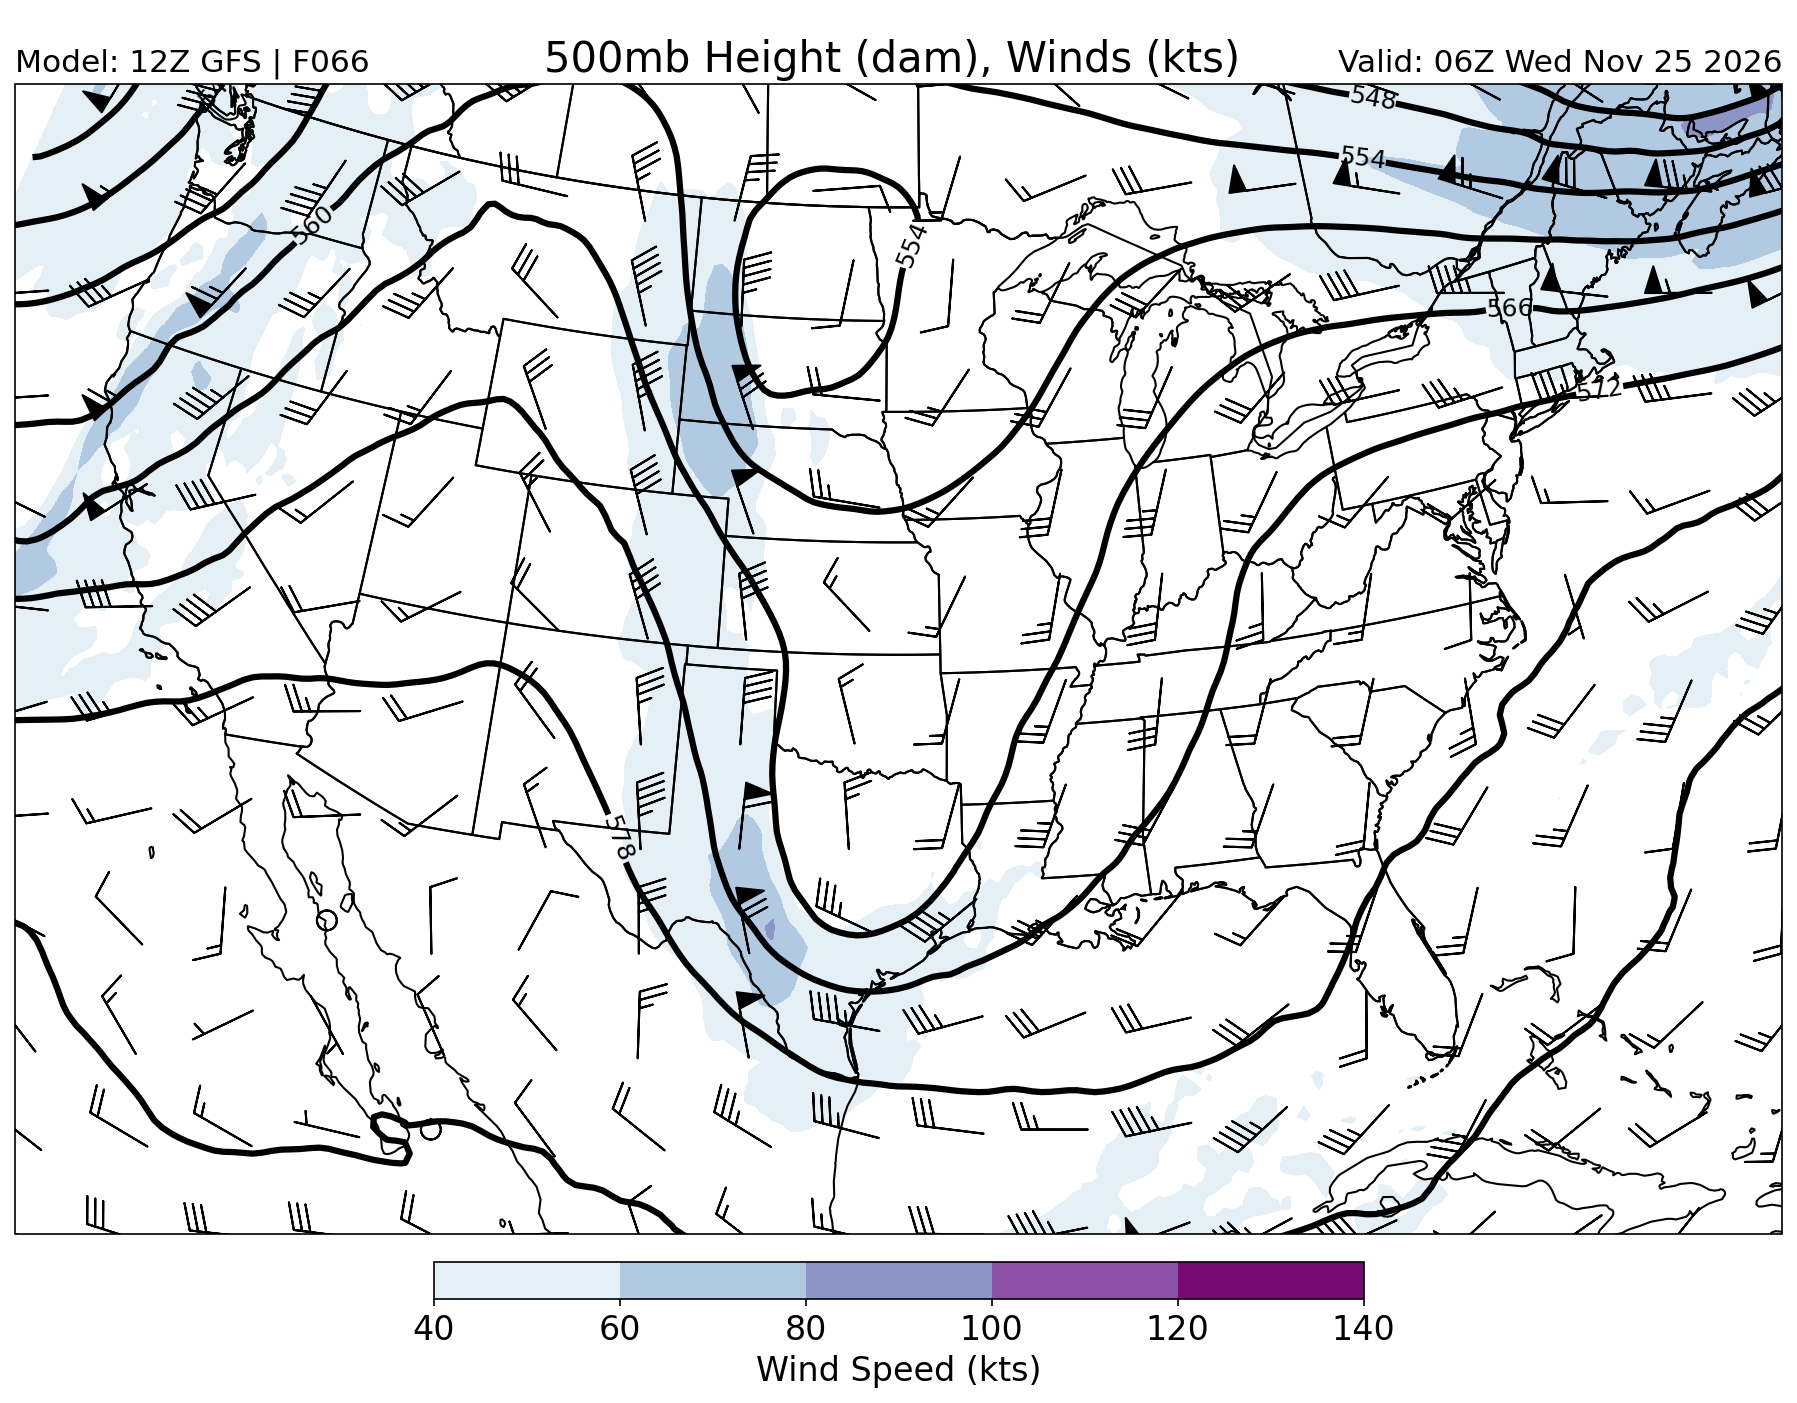 Model: 12Z GFS | F066
500mb Height (dam), Winds (kts)
Valid: 06Z Wed Nov 25 2026
548
554
560
554
566
572
578
40 60 80 100 120 140
Wind Speed (kts)